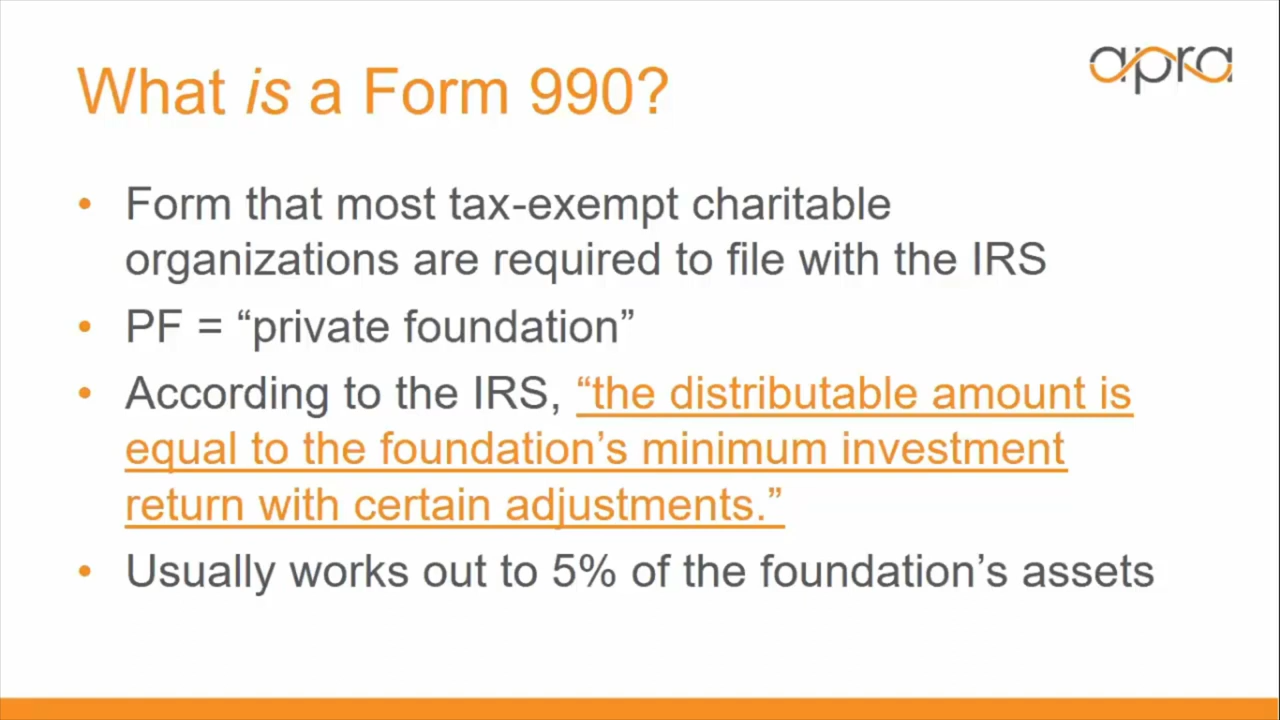 apra
What is a Form 990?
• Form that most tax-exempt charitable
organizations are required to file with the IRS
• PF = “private foundation”
• According to the IRS, “the distributable amount is
equal to the foundation’s minimum investment
return with certain adjustments.”
• Usually works out to 5% of the foundation’s assets